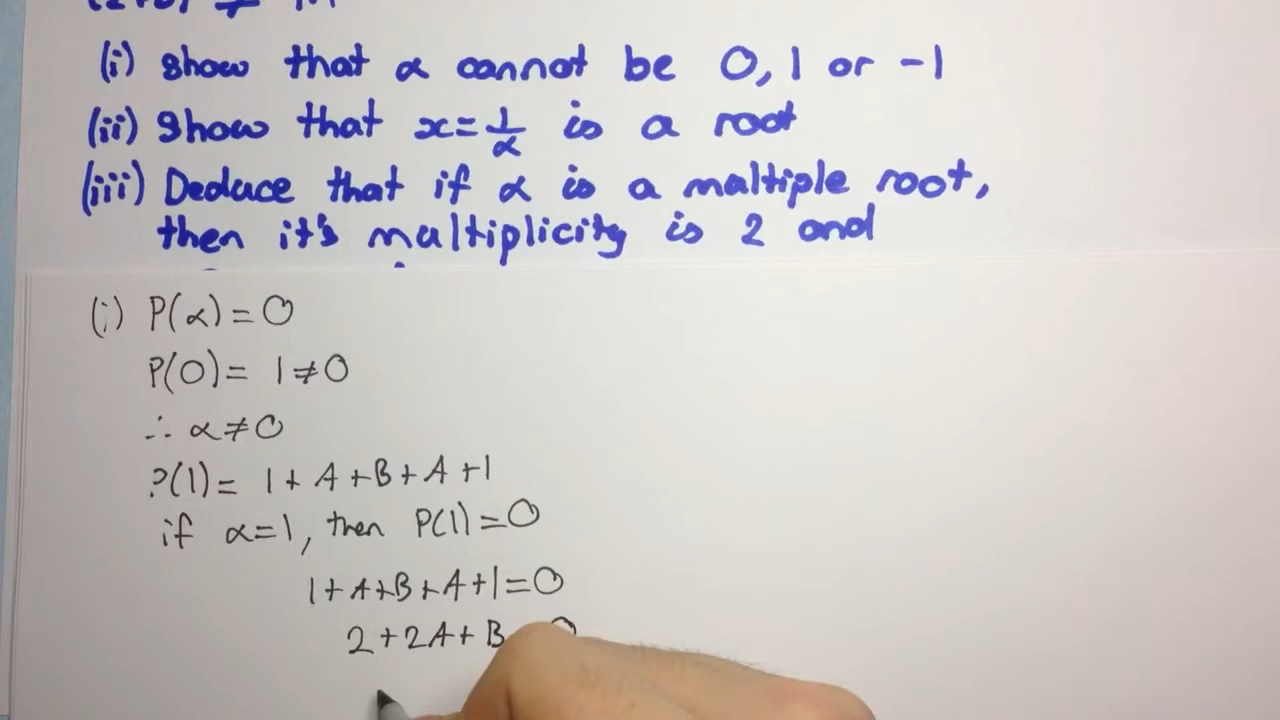 (i) Show that α cannot be 0, 1 or -1
(ii) Show that x = 1/α is a root
(iii) Deduce that if α is a multiple root,
then it's multiplicity is 2 and
(i) P(α) = 0
P(0) = 1 ≠ 0
∴ α ≠ 0
P(1) = 1 + A + B + A + 1
if α = 1, then P(1) = 0
1 + A + B + A + 1 = 0
2 + 2A + B